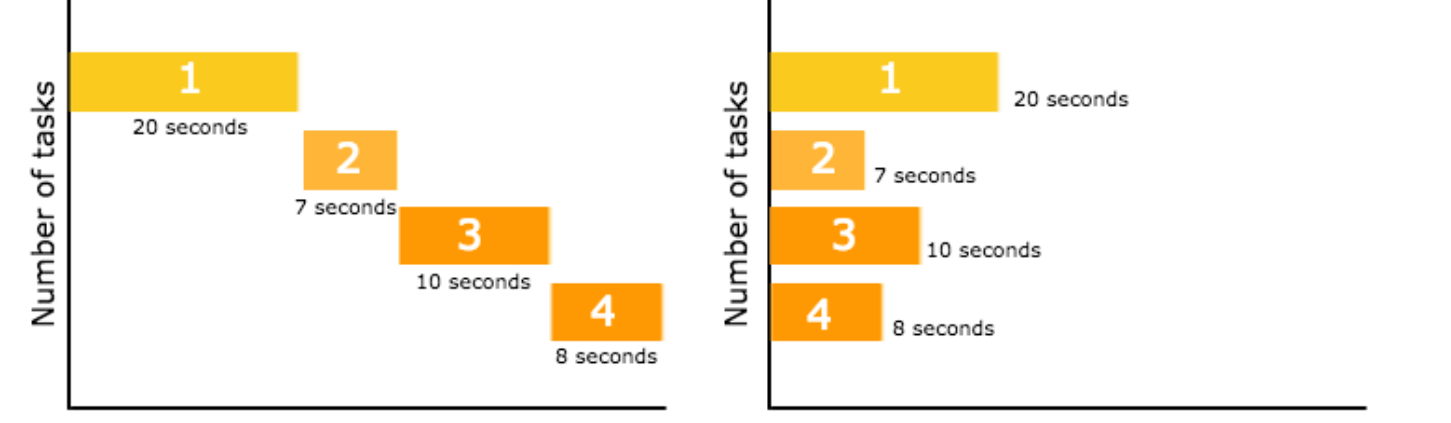 Number of tasks
1
20 seconds
2
7 seconds
3
10 seconds
4
8 seconds
Number of tasks
1
20 seconds
2
7 seconds
3
10 seconds
4
8 seconds